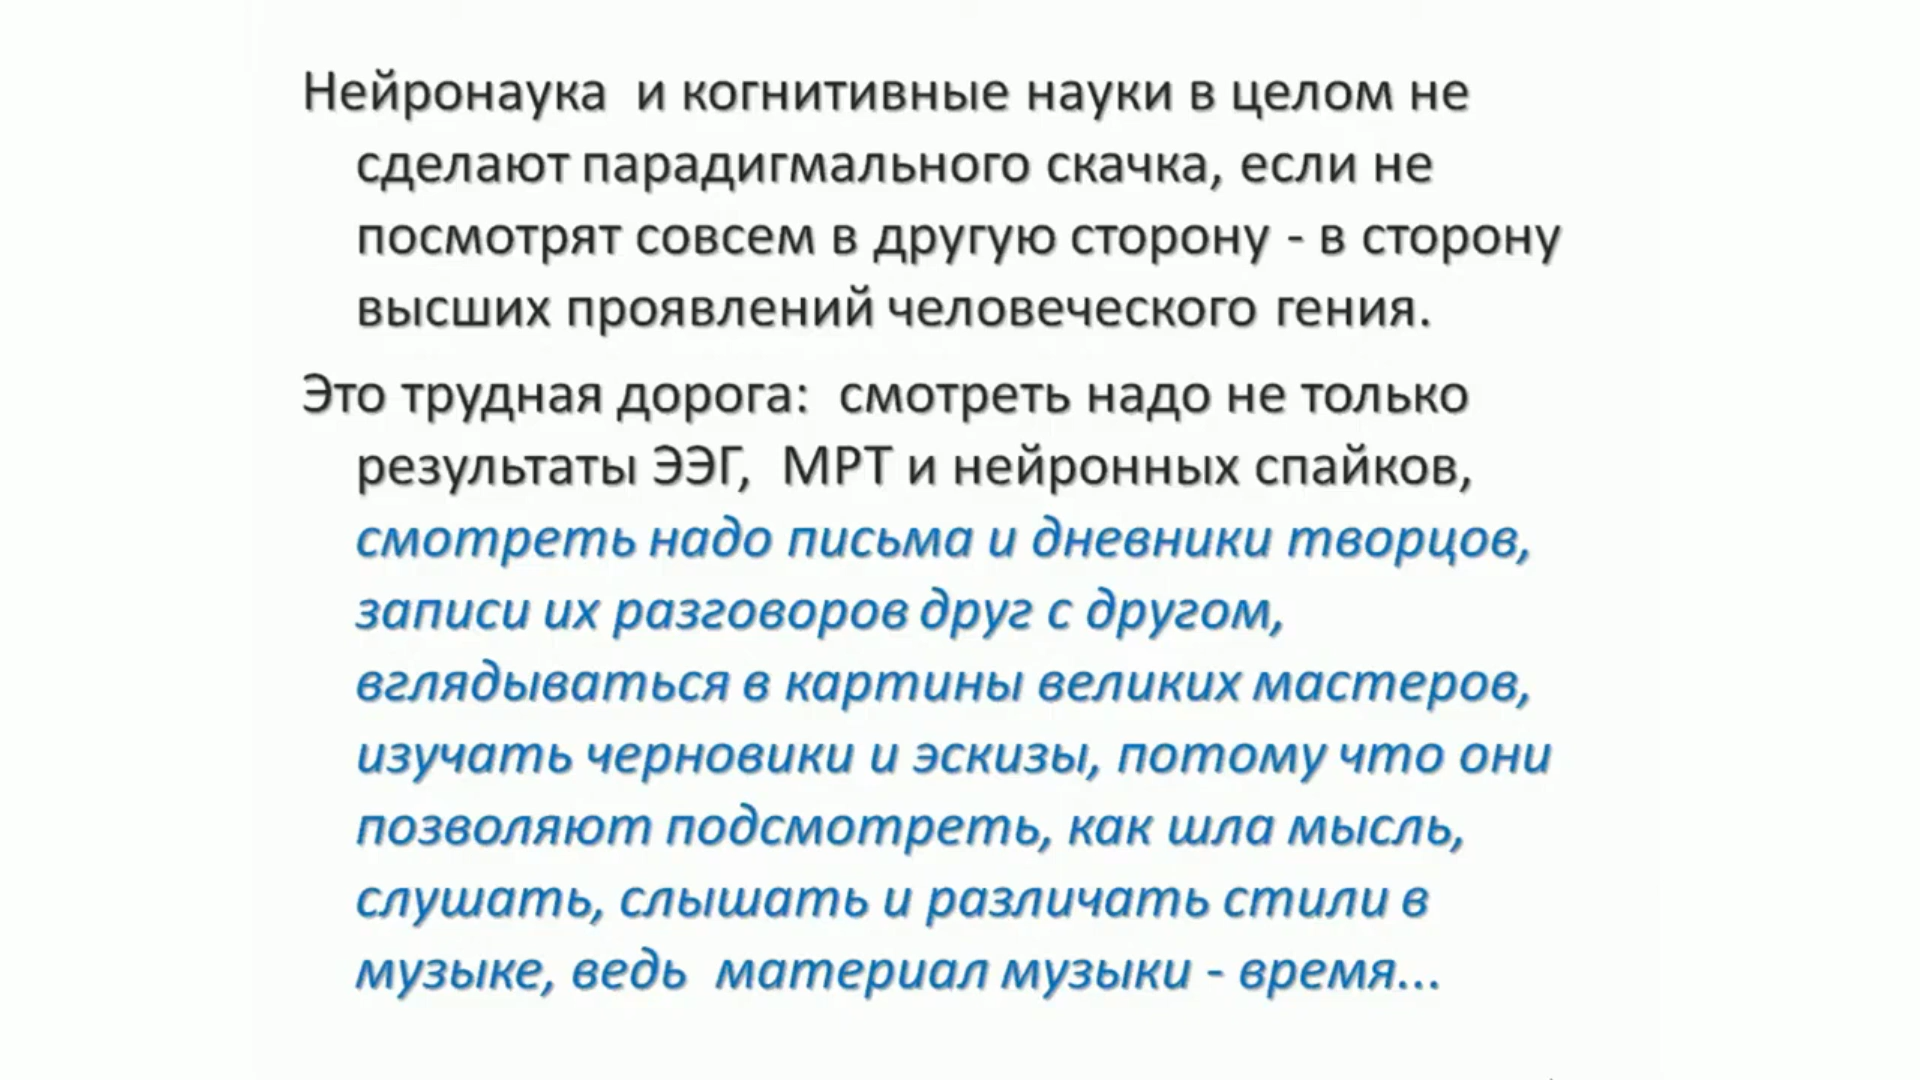 Нейронаука и когнитивные науки в целом не
сделают парадигмального скачка, если не
посмотрят совсем в другую сторону - в сторону
высших проявлений человеческого гения.
Это трудная дорога: смотреть надо не только
результаты ЭЭГ, МРТ и нейронных спайков,
смотреть надо письма и дневники творцов,
записи их разговоров друг с другом,
вглядываться в картины великих мастеров,
изучать черновики и эскизы, потому что они
позволяют подсмотреть, как шла мысль,
слушать, слышать и различать стили в
музыке, ведь материал музыки - время...